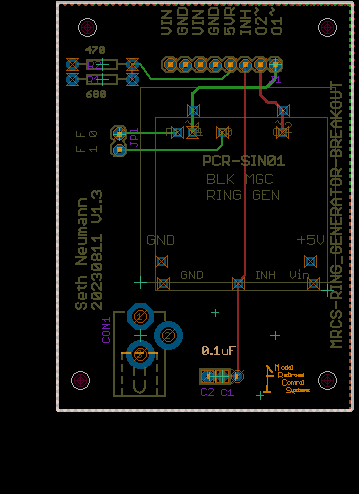 VIN
GND
VIN
GND
5VR
INH
O2~
O1~
470
680
J1
JP1
F F
1 0
O
PCR-SIN01
BLK MGC
RING GEN
MRCS-RING_GENERATOR-BREAKOUT
Seth Neumann
20230811 V1.3
GND
+5V
GND
INH
Vin
CON1
0.1uF
C2
C1
Model
Railroad
Control
Systems